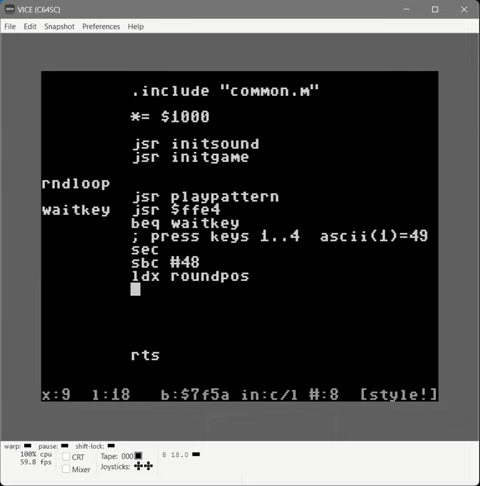 VICE (C64SC)
File Edit Snapshot Preferences Help
.include "common.m"
*= $1000
jsr initsound
jsr initgame
rndloop
jsr playpattern
waitkey jsr $ffe4
beq waitkey
; press keys 1..4 ascii(1)=49
sec
sbc #48
ldx roundpos
rts
x:9 l:18 b:$7f5a in:c/l #:8 [style!]
warp: pause: shift-lock:
100% cpu
59.8 fps
CRT
Mixer
Tape: 000
Joysticks:
8 18.0